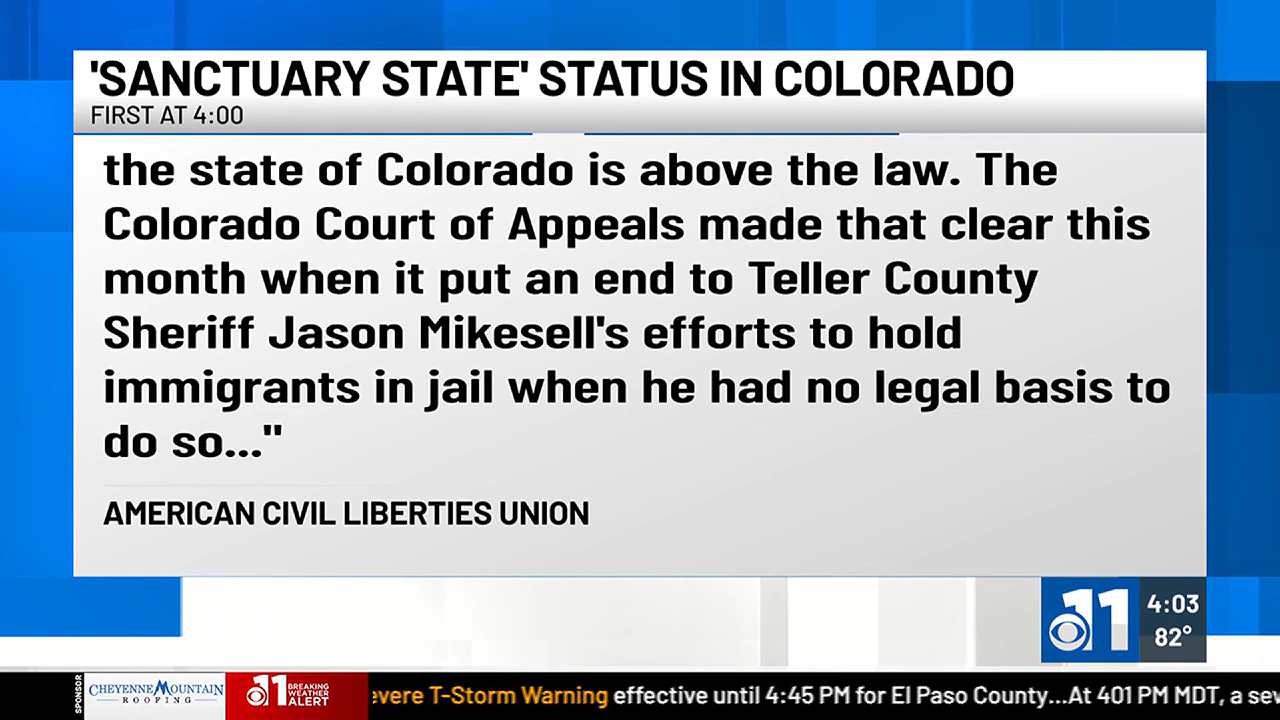 'SANCTUARY STATE' STATUS IN COLORADO
FIRST AT 4:00
the state of Colorado is above the law. The
Colorado Court of Appeals made that clear this
month when it put an end to Teller County
Sheriff Jason Mikesell's efforts to hold
immigrants in jail when he had no legal basis to
do so..."
AMERICAN CIVIL LIBERTIES UNION
11
4:03
82°
SPONSOR
CHEYENNE MOUNTAIN
ROOFING
11
BREAKING
WEATHER
ALERT
evere T-Storm Warning effective until 4:45 PM for El Paso County...At 401 PM MDT, a sev